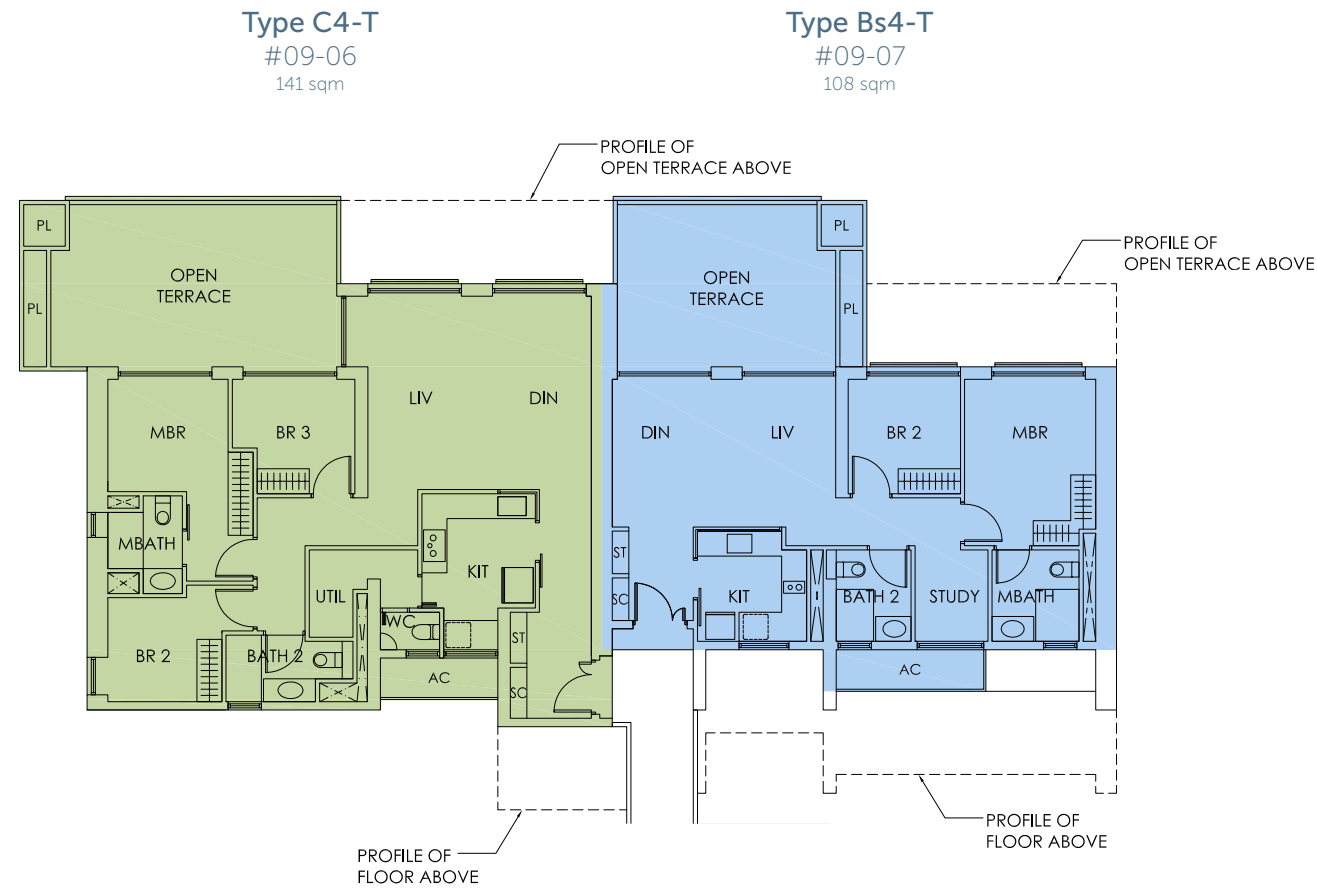 Type C4-T
#09-06
141 sqm
Type Bs4-T
#09-07
108 sqm
PROFILE OF
OPEN TERRACE ABOVE
PROFILE OF
OPEN TERRACE ABOVE
PL
OPEN
TERRACE
PL
OPEN
TERRACE
PL
PL
MBR
BR 3
LIV
DIN
DIN
LIV
BR 2
MBR
MBATH
KIT
UTIL
WC
BR 2
BATH 2
ST
SC
AC
ST
SC
KIT
BATH 2
STUDY
MBATH
AC
PROFILE OF
FLOOR ABOVE
PROFILE OF
FLOOR ABOVE